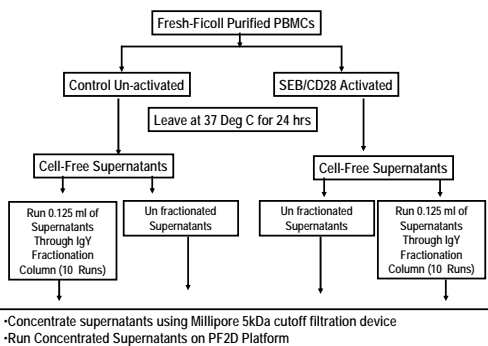 Fresh-Ficoll Purified PBMCs
Control Un-activated
SEB/CD28 Activated
Leave at 37 Deg C for 24 hrs
Cell-Free Supernatants
Cell-Free Supernatants
Run 0.125 ml of
Supernatants
Through IgY
Fractionation
Column (10 Runs)
Un fractionated
Supernatants
Un fractionated
Supernatants
Run 0.125 ml of
Supernatants
Through IgY
Fractionation
Column (10 Runs)
•Concentrate supernatants using Millipore 5kDa cutoff filtration device
•Run Concentrated Supernatants on PF2D Platform